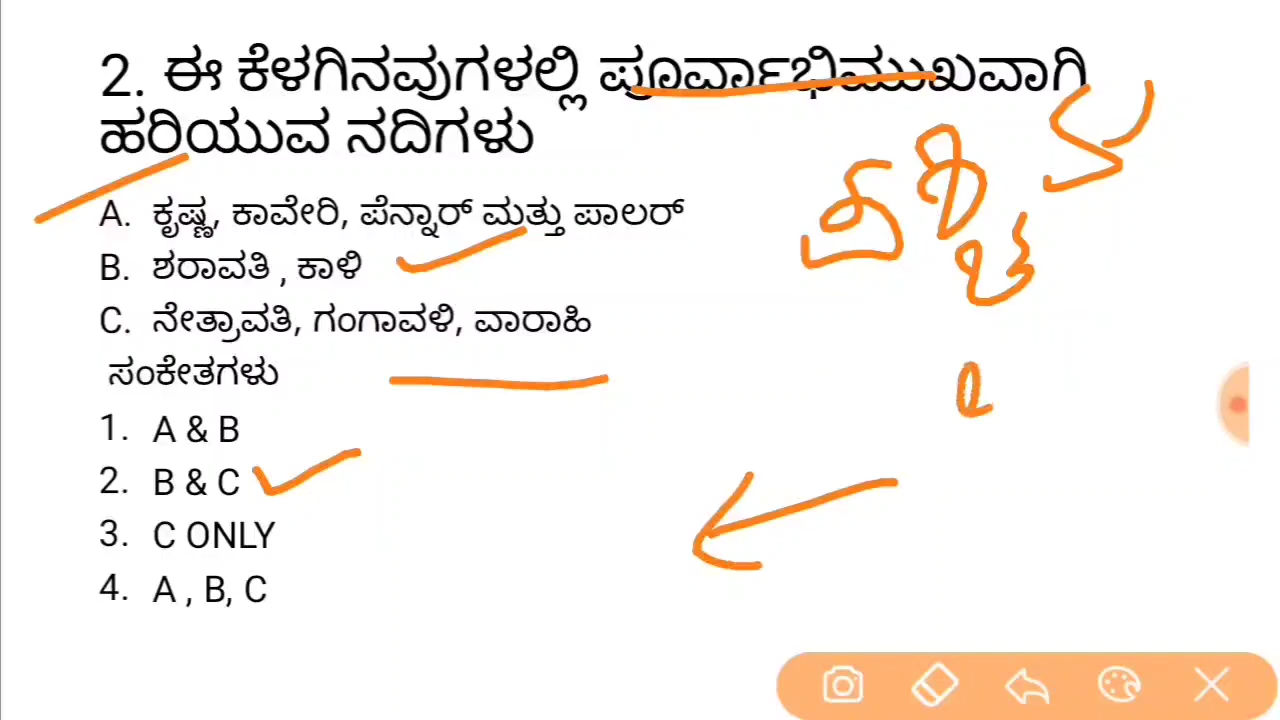 2. ಈ ಕೆಳಗಿನವುಗಳಲ್ಲಿ ಪೂರ್ವಾಭಿಮುಖವಾಗಿ
ಹರಿಯುವ ನದಿಗಳು
A. ಕೃಷ್ಣ, ಕಾವೇರಿ, ಪೆನ್ನಾರ್ ಮತ್ತು ಪಾಲರ್
B. ಶರಾವತಿ , ಕಾಳಿ
C. ನೇತ್ರಾವತಿ, ಗಂಗಾವಳಿ, ವಾರಾಹಿ
ಸಂಕೇತಗಳು
1. A & B
2. B & C
3. C ONLY
4. A , B, C